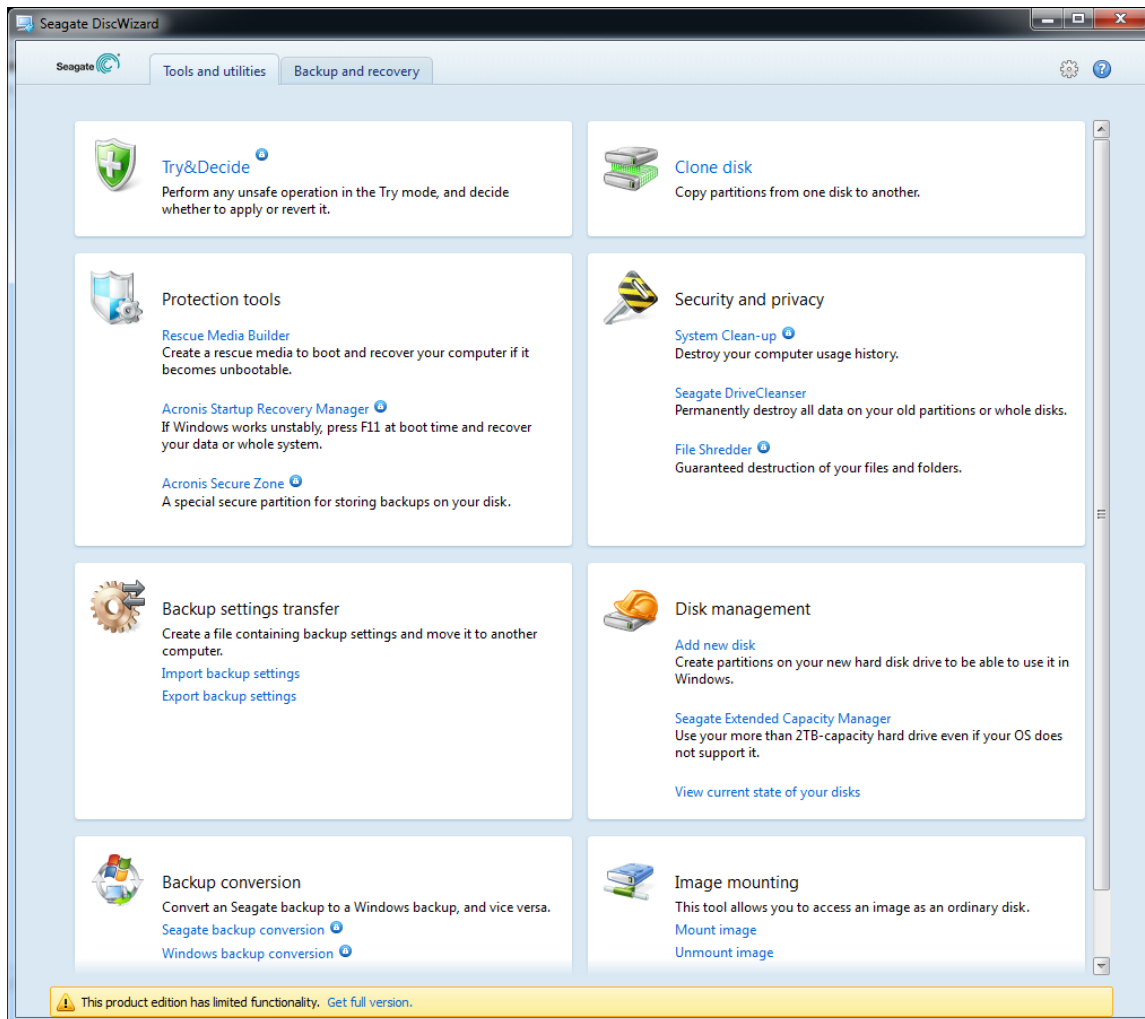 Seagate DiscWizard
Seagate
Tools and utilities
Backup and recovery
Try&Decide
Perform any unsafe operation in the Try mode, and decide
whether to apply or revert it.
Clone disk
Copy partitions from one disk to another.
Protection tools
Rescue Media Builder
Create a rescue media to boot and recover your computer if it
becomes unbootable.
Acronis Startup Recovery Manager
If Windows works unstably, press F11 at boot time and recover
your data or whole system.
Acronis Secure Zone
A special secure partition for storing backups on your disk.
Security and privacy
System Clean-up
Destroy your computer usage history.
Seagate DriveCleanser
Permanently destroy all data on your old partitions or whole disks.
File Shredder
Guaranteed destruction of your files and folders.
Backup settings transfer
Create a file containing backup settings and move it to another
computer.
Import backup settings
Export backup settings
Disk management
Add new disk
Create partitions on your new hard disk drive to be able to use it in
Windows.
Seagate Extended Capacity Manager
Use your more than 2TB-capacity hard drive even if your OS does
not support it.
View current state of your disks
Backup conversion
Convert an Seagate backup to a Windows backup, and vice versa.
Seagate backup conversion
Windows backup conversion
Image mounting
This tool allows you to access an image as an ordinary disk.
Mount image
Unmount image
This product edition has limited functionality. Get full version.